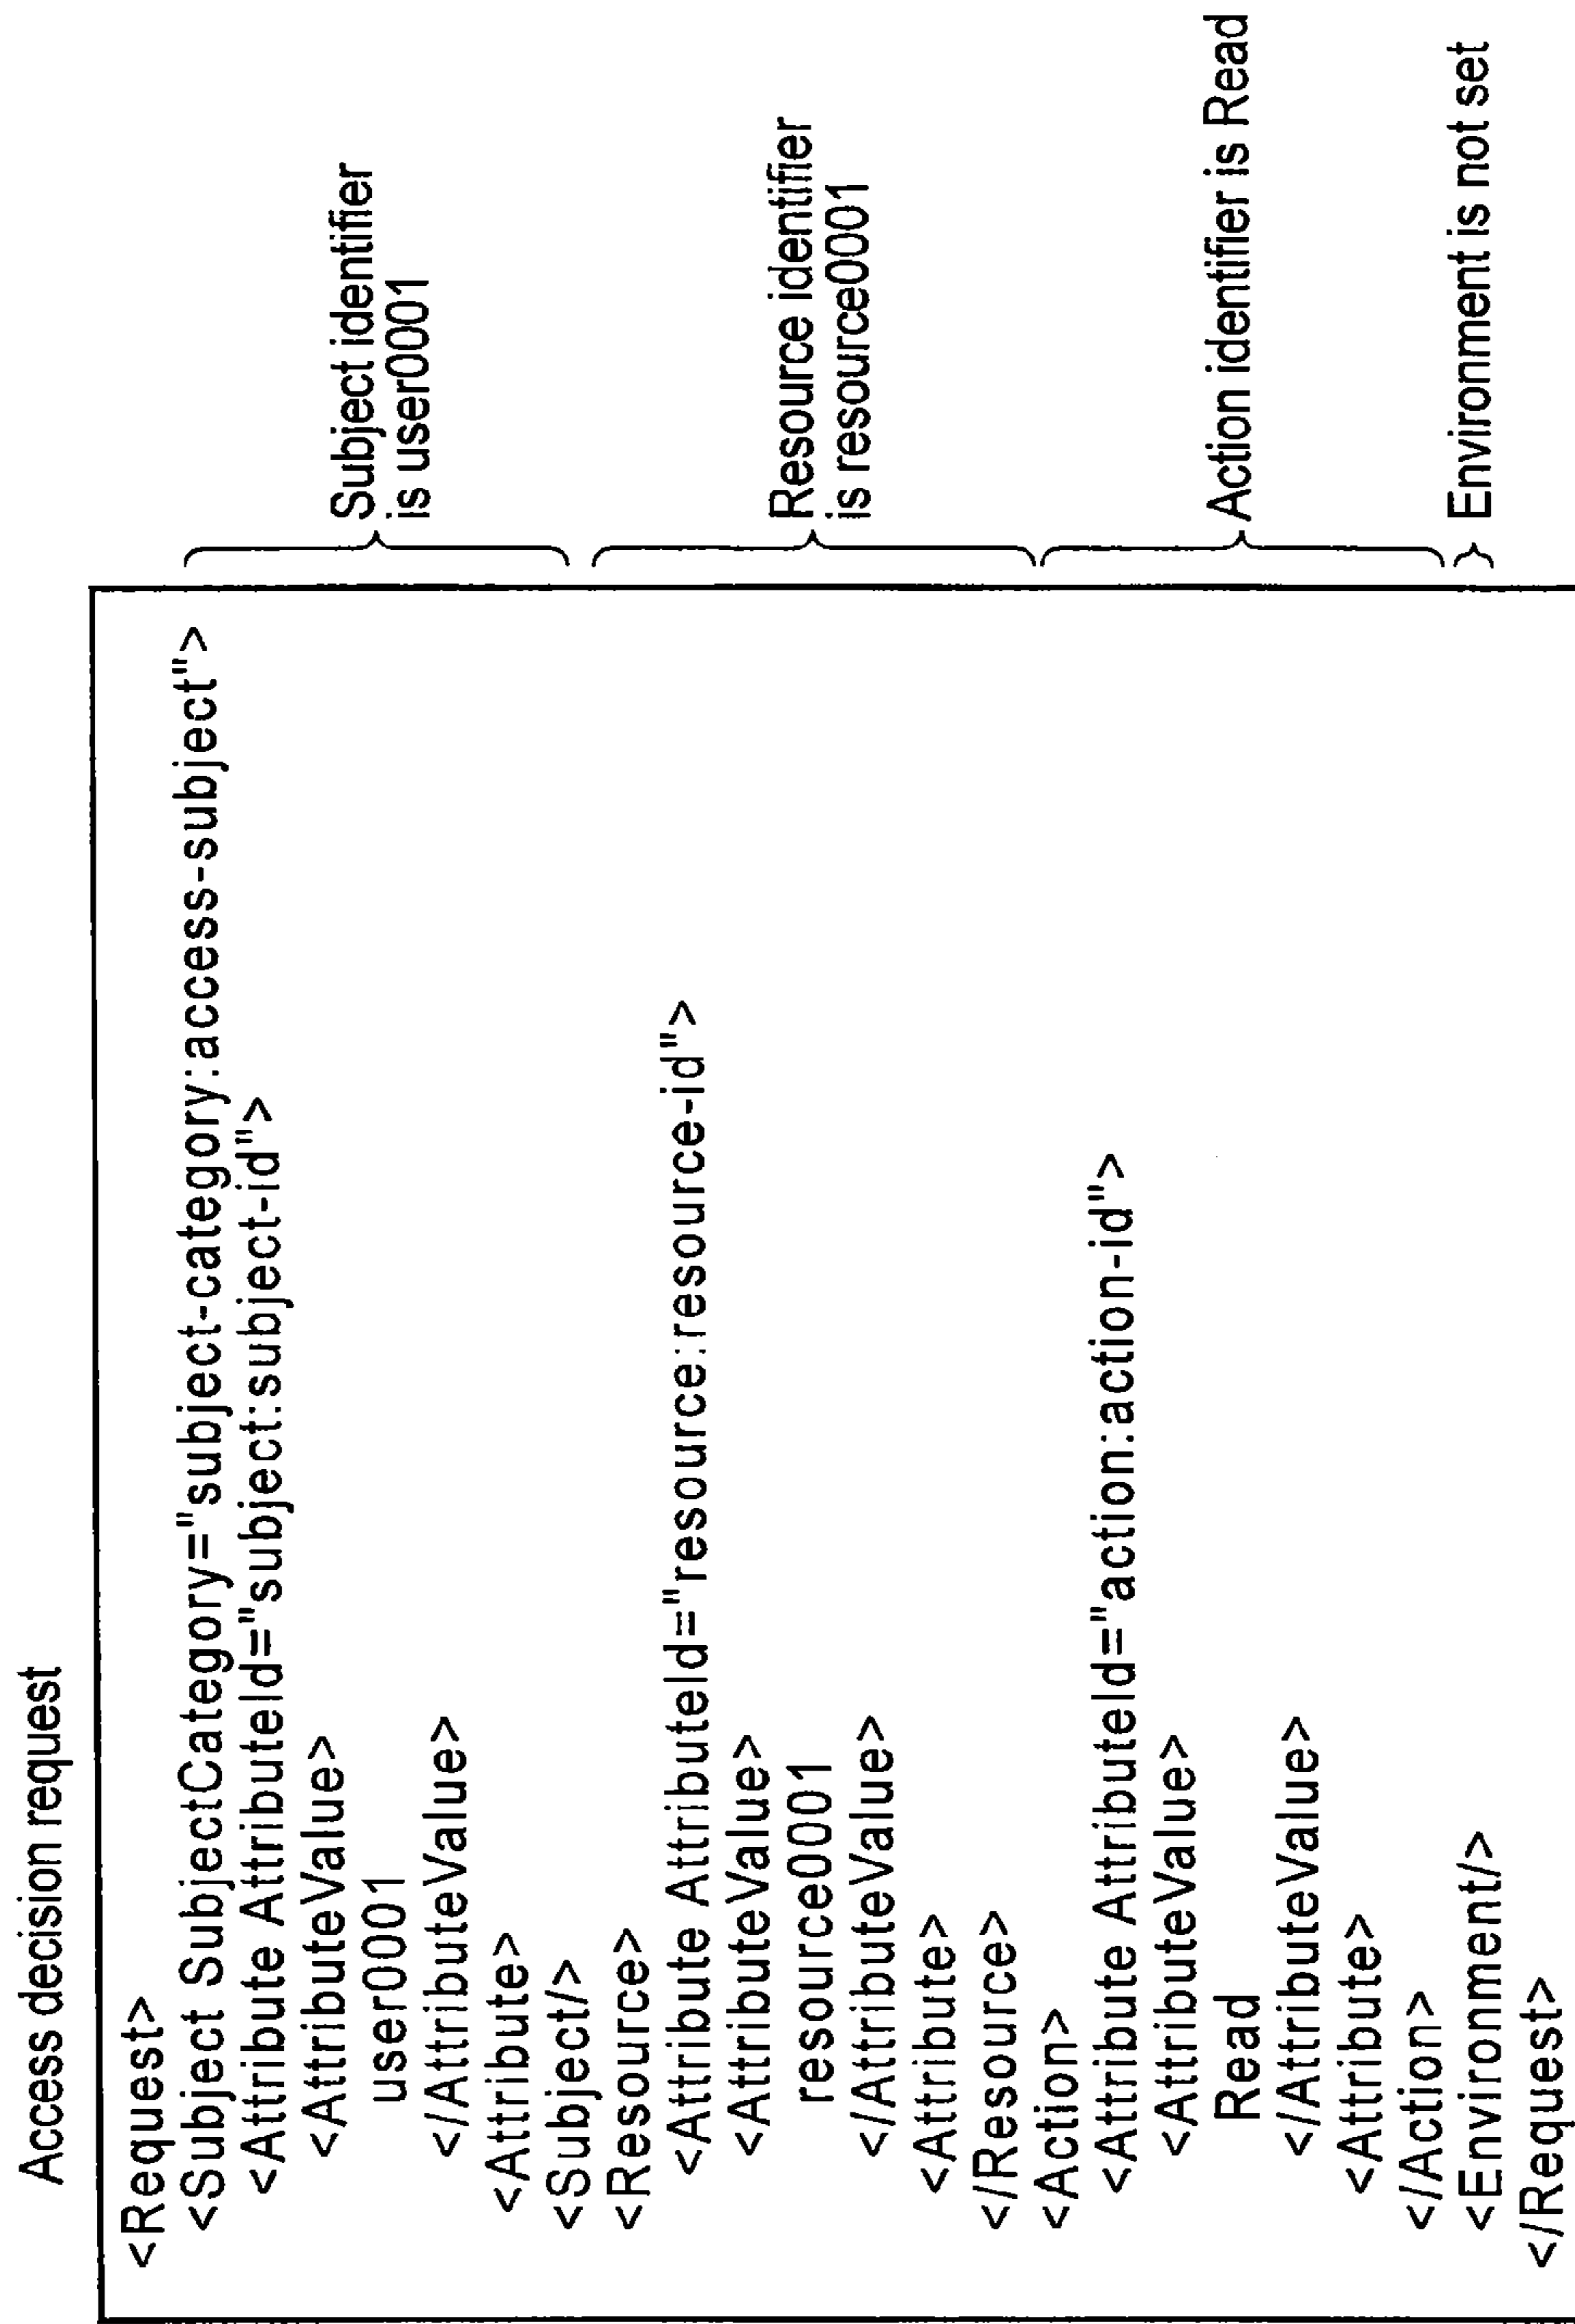 Access decision request
<Request>
<Subject SubjectCategory="subject-category:access-subject">
<Attribute AttributeId="subject:subject-id">
<AttributeValue>
user0001
</AttributeValue>
<Attribute>
<Subject/>
<Resource>
<Attribute AttributeId="resource:resource-id">
<AttributeValue>
resource0001
</AttributeValue>
<Attribute>
</Resource>
<Action>
<Attribute AttributeId="action:action-id">
<AttributeValue>
Read
</AttributeValue>
<Attribute>
</Action>
<Environment/>
</Request>
Subject identifier
is user0001
Resource identifier
is resource0001
Action identifier is Read
Environment is not set